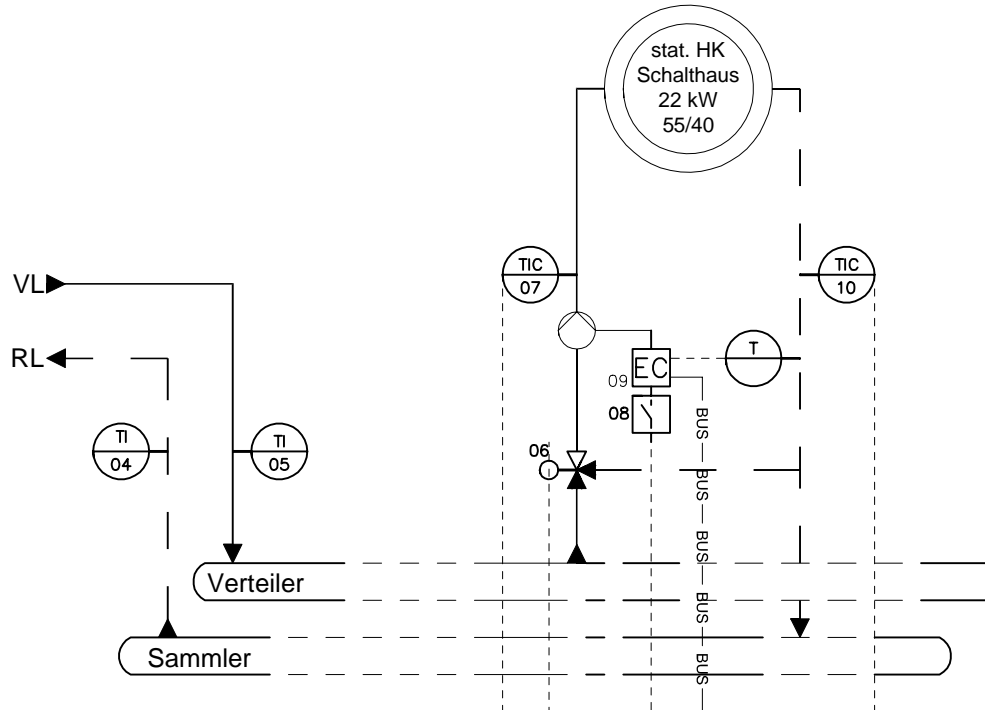 stat. HK
Schalthaus
22 kW
55/40
TIC
07
TIC
10
VL
RL
T
EC
09
08
TI
04
TI
05
06
BUS
BUS
BUS
BUS
BUS
Verteiler
Sammler